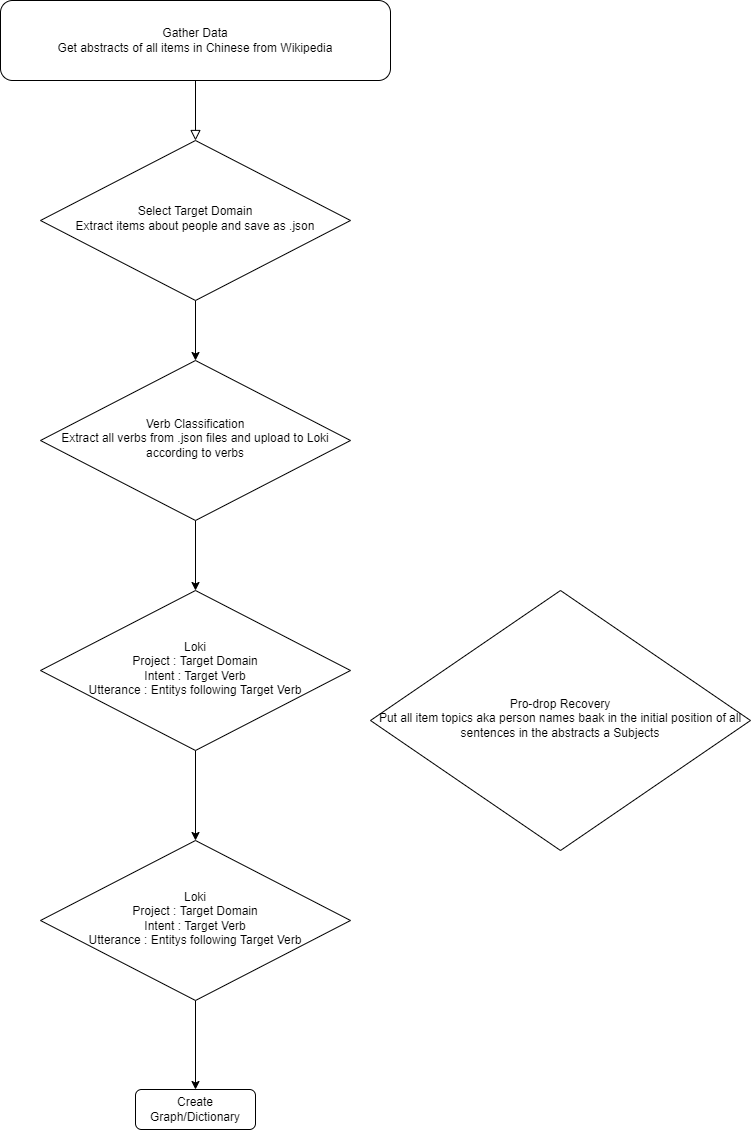 Gather Data
Get abstracts of all items in Chinese from Wikipedia
Select Target Domain
Extract items about people and save as .json
Verb Classification
Extract all verbs from .json files and upload to Loki
according to verbs
Loki
Project : Target Domain
Intent : Target Verb
Utterance : Entitys following Target Verb
Pro-drop Recovery
Put all item topics aka person names baak in the initial position of all
sentences in the abstracts a Subjects
Loki
Project : Target Domain
Intent : Target Verb
Utterance : Entitys following Target Verb
Create
Graph/Dictionary